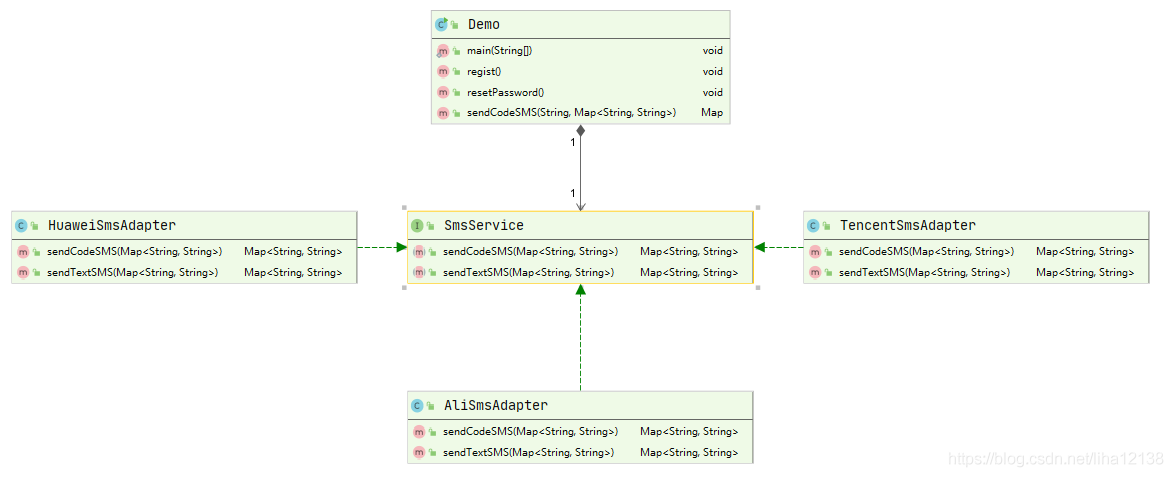 Demo
main(String[]) void
regist() void
resetPassword() void
sendCodeSMS(String, Map<String, String>) Map
1
1
HuaweiSmsAdapter
sendCodeSMS(Map<String, String>) Map<String, String>
sendTextSMS(Map<String, String>) Map<String, String>
SmsService
sendCodeSMS(Map<String, String>) Map<String, String>
sendTextSMS(Map<String, String>) Map<String, String>
TencentSmsAdapter
sendCodeSMS(Map<String, String>) Map<String, String>
sendTextSMS(Map<String, String>) Map<String, String>
AliSmsAdapter
sendCodeSMS(Map<String, String>) Map<String, String>
sendTextSMS(Map<String, String>) Map<String, String>
https://blog.csdn.net/liha12138